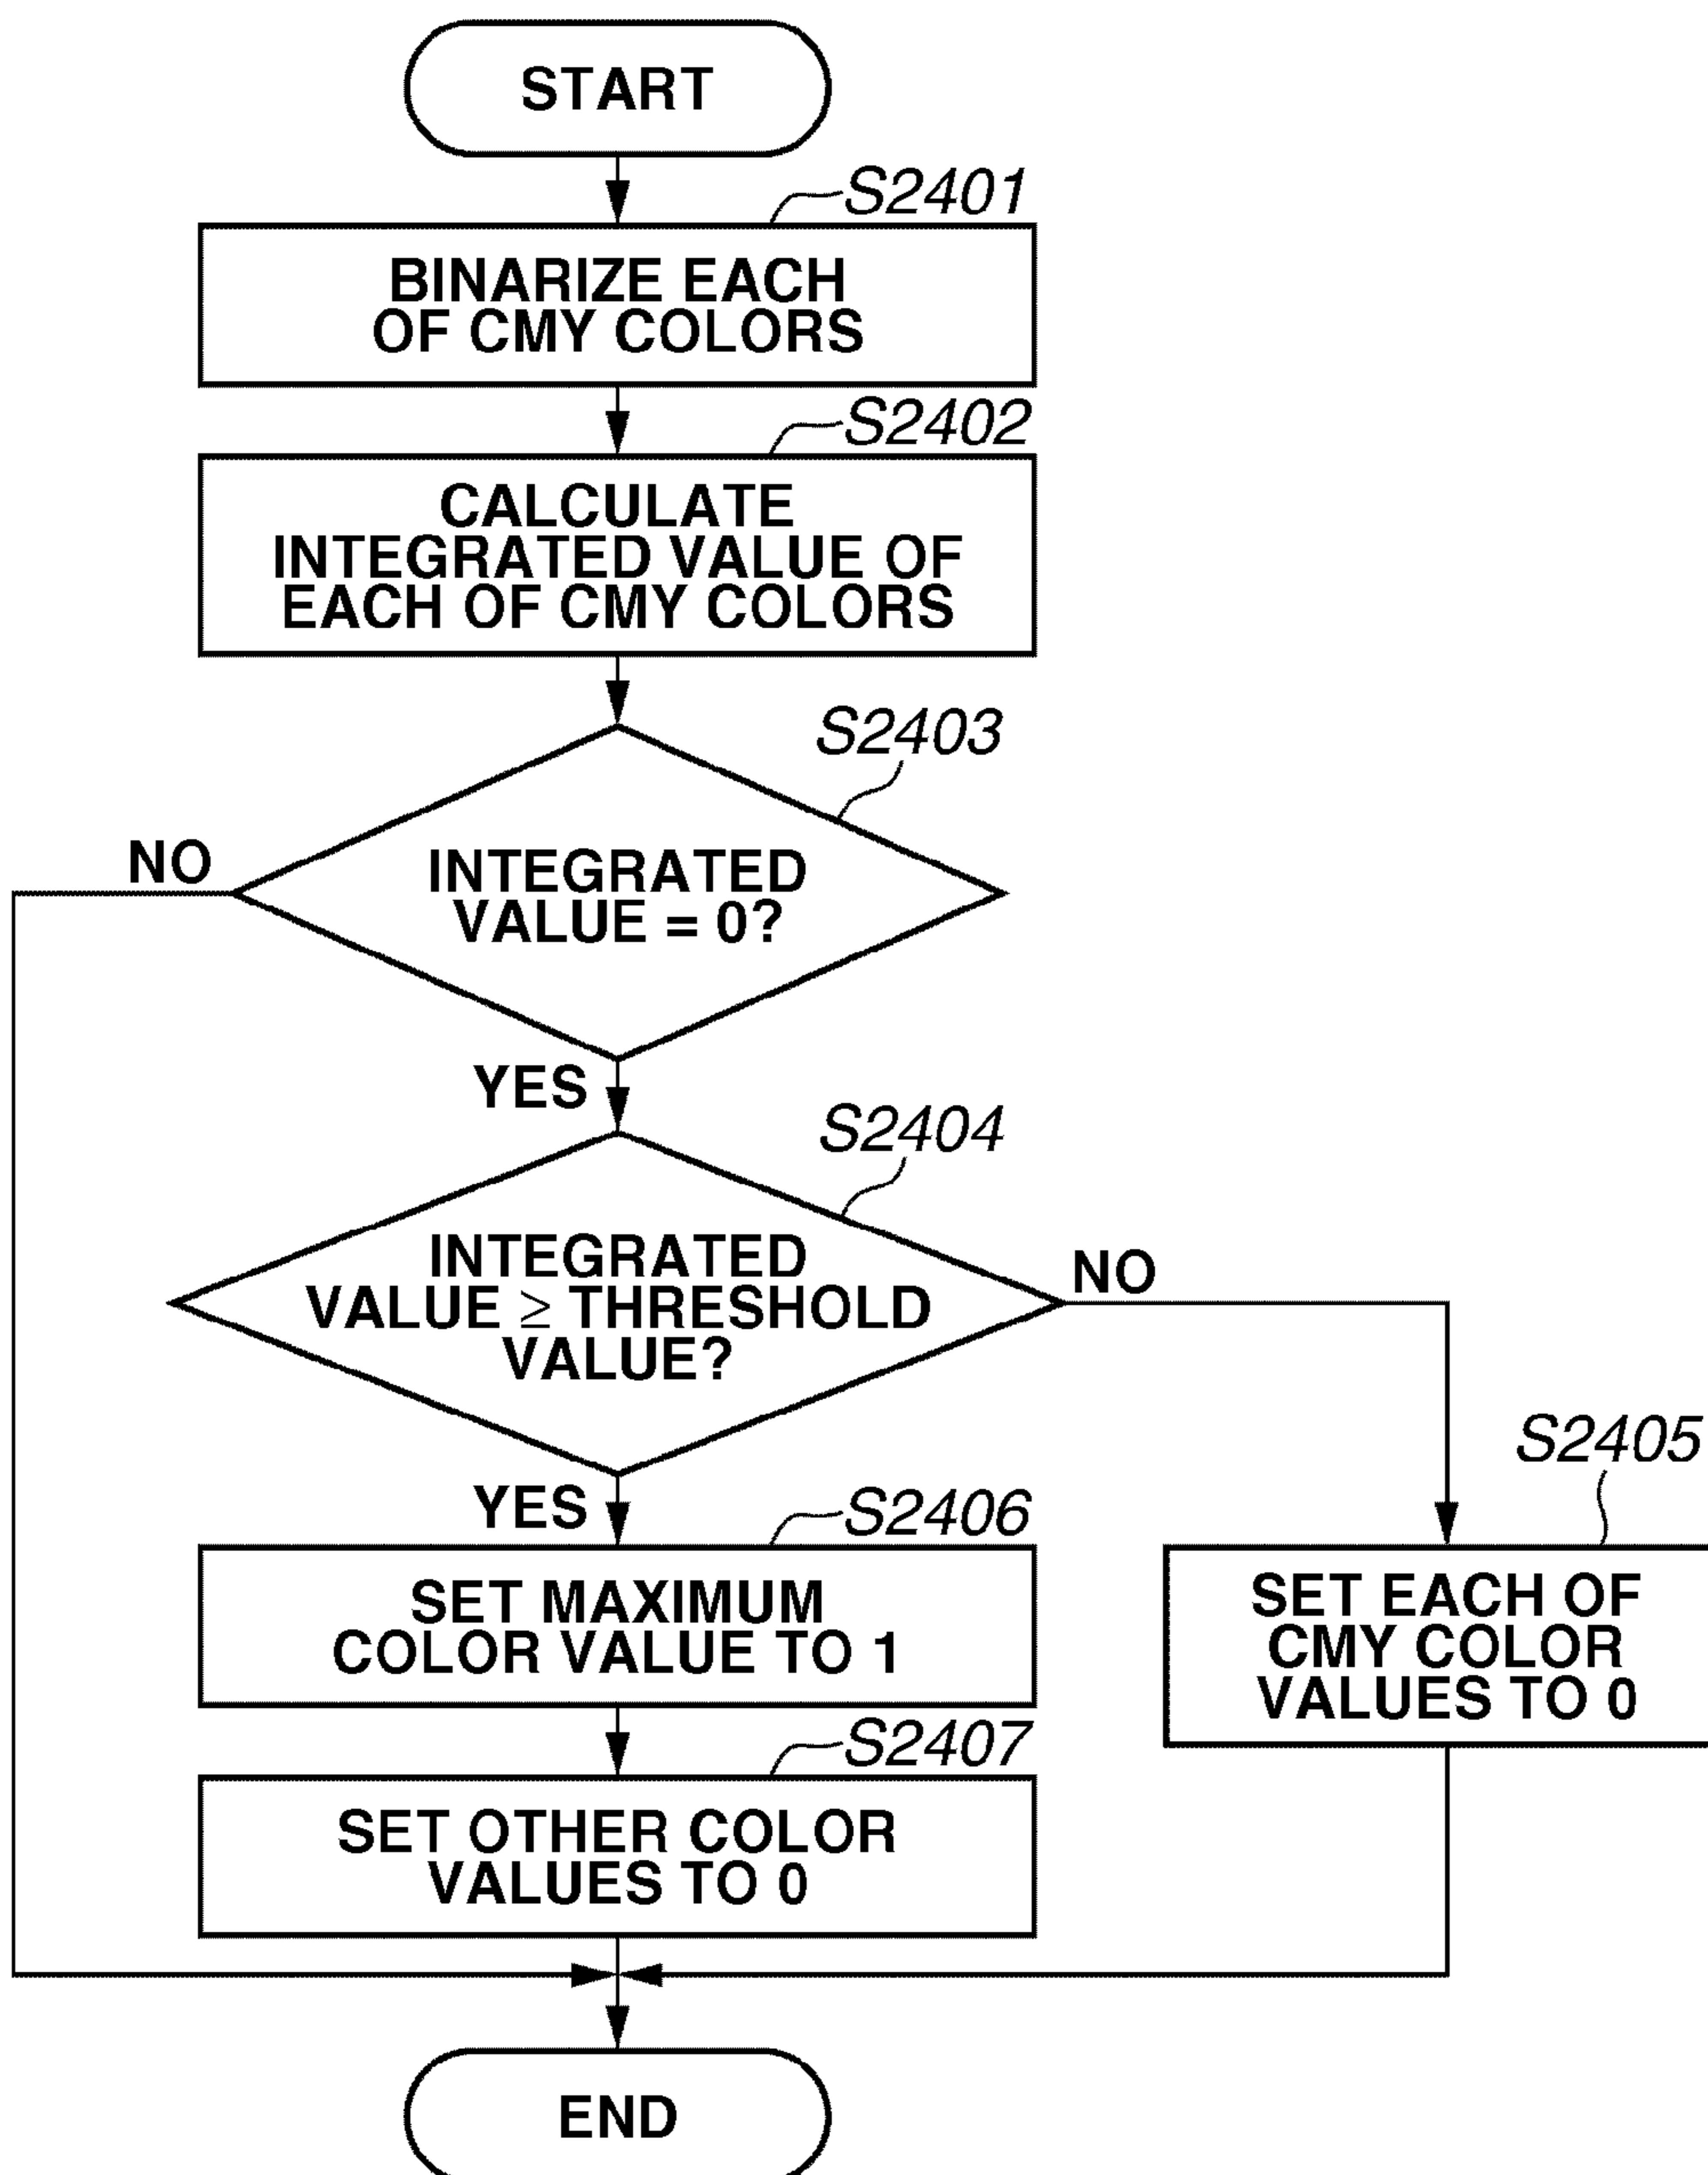 START
S2401
BINARIZE EACH
OF CMY COLORS
S2402
CALCULATE
INTEGRATED VALUE OF
EACH OF CMY COLORS
S2403
NO
INTEGRATED
VALUE = 0?
YES
S2404
INTEGRATED
VALUE ≥ THRESHOLD
VALUE?
NO
S2405
YES
S2406
SET MAXIMUM
COLOR VALUE TO 1
SET EACH OF
CMY COLOR
VALUES TO 0
S2407
SET OTHER COLOR
VALUES TO 0
END